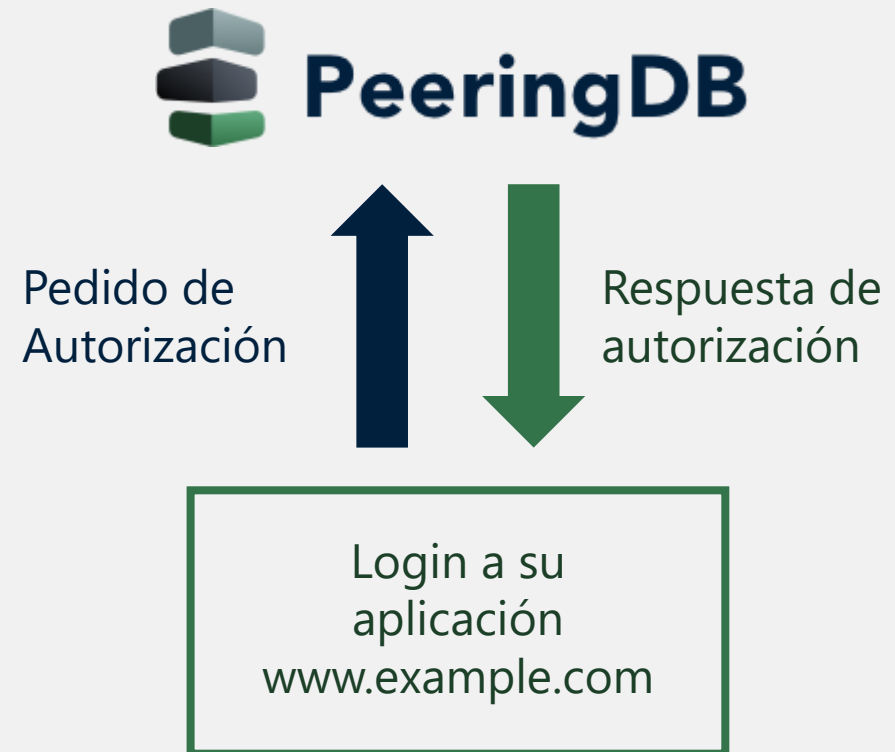 PeeringDB
Pedido de
Autorización
Respuesta de
autorización
Login a su
aplicación
www.example.com